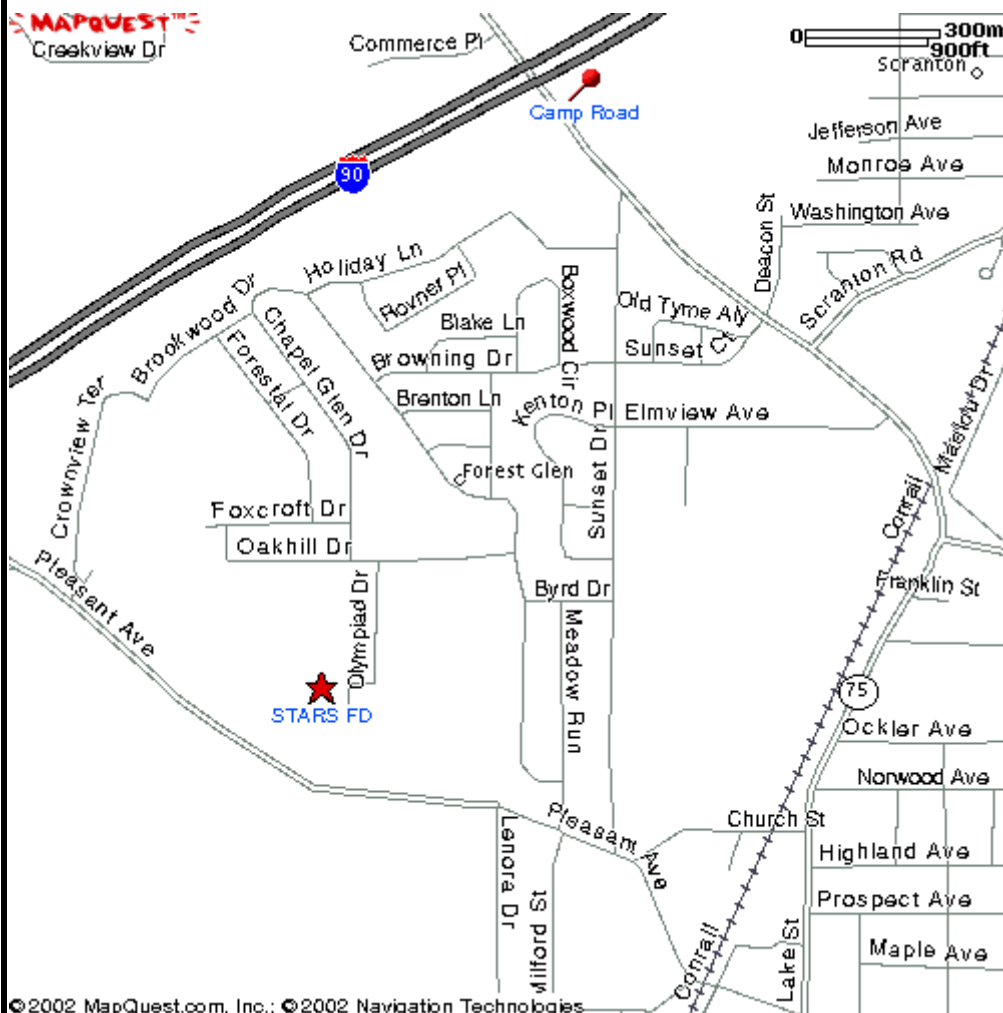 MAPQUEST™
Creekview Dr
Commerce Pl
0 300m
900ft
Scranton
Camp Road
Jefferson Ave
Monroe Ave
90
Washington Ave
Deacon St
Scranton Rd
Holiday Ln
Rovner Pl
Boxwood Cir
Old Tyme Aly
Brookwood Dr
Blake Ln
Sunset Ct
Chapel Glen Dr
Forestal Dr
Browning Dr
Crownview Ter
Brenton Ln
Kenton Pl
Elmview Ave
Forest Glen
Sunset Dr
Conrail
Foxcroft Dr
Oakhill Dr
Pleasant Ave
Byrd Dr
Franklin St
Olympiad Dr
Meadow Run
STARS FD
75
Ockler Ave
Norwood Ave
Pleasant Ave
Church St
Highland Ave
Lenora Dr
Milford St
Prospect Ave
Conrail
Lake St
Maple Ave
©2002 MapQuest.com, Inc.; ©2002 Navigation Technologies